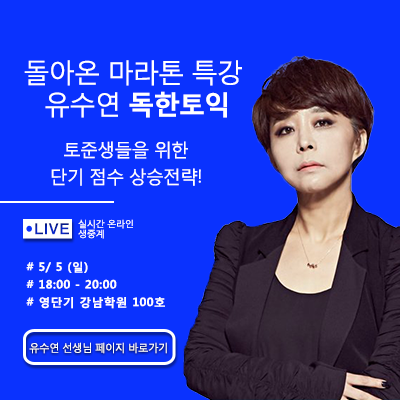 돌아온 마라톤 특강
유수연 독한토익
토준생들을 위한
단기 점수 상승전략!
LIVE 실시간 온라인
생중계
# 5/ 5 (일)
# 18:00 - 20:00
# 영단기 강남학원 100호
유수연 선생님 페이지 바로가기